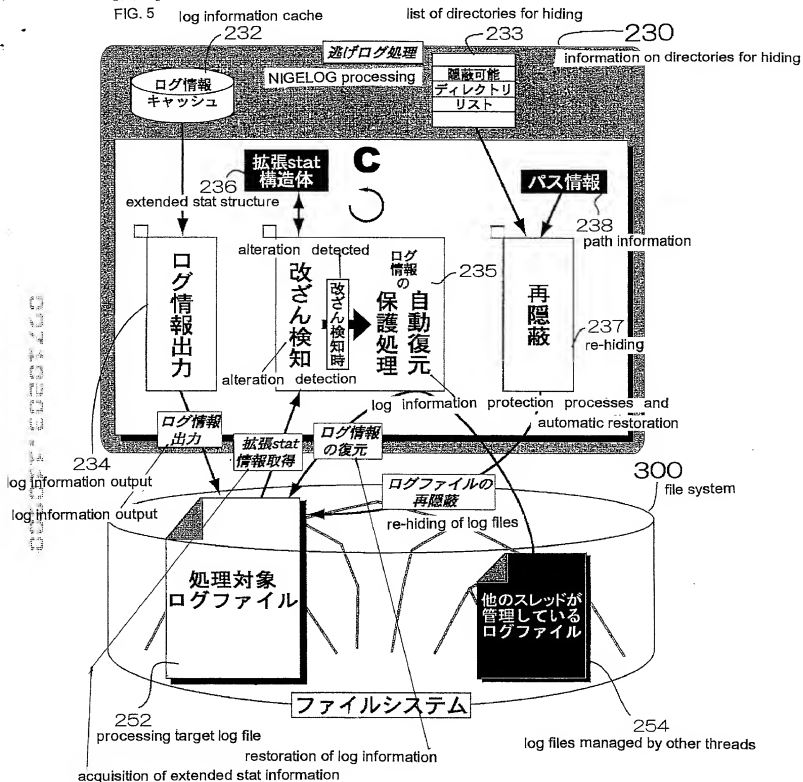 FIG. 5
log information cache
232
list of directories for hiding
233
230
information on directories for hiding
逃げログ処理
NIGELOG processing
ログ情報
キャッシュ
隠蔽可能
ディレクトリ
リスト
拡張stat
構造体
236
extended stat structure
C
パス情報
238
path information
alteration detected
ログ情報出力
改ざん検知
改ざん検知時
ログ情報の
保護処理
自動復元
235
再隠蔽
237
re-hiding
alteration detection
log information protection processes and
automatic restoration
ログ情報
出力
拡張stat
情報取得
ログ情報
の復元
234
log information output
log information output
ログファイルの
再隠蔽
re-hiding of log files
300
file system
処理対象
ログファイル
他のスレッドが
管理している
ログファイル
ファイルシステム
252
processing target log file
254
log files managed by other threads
restoration of log information
acquisition of extended stat information